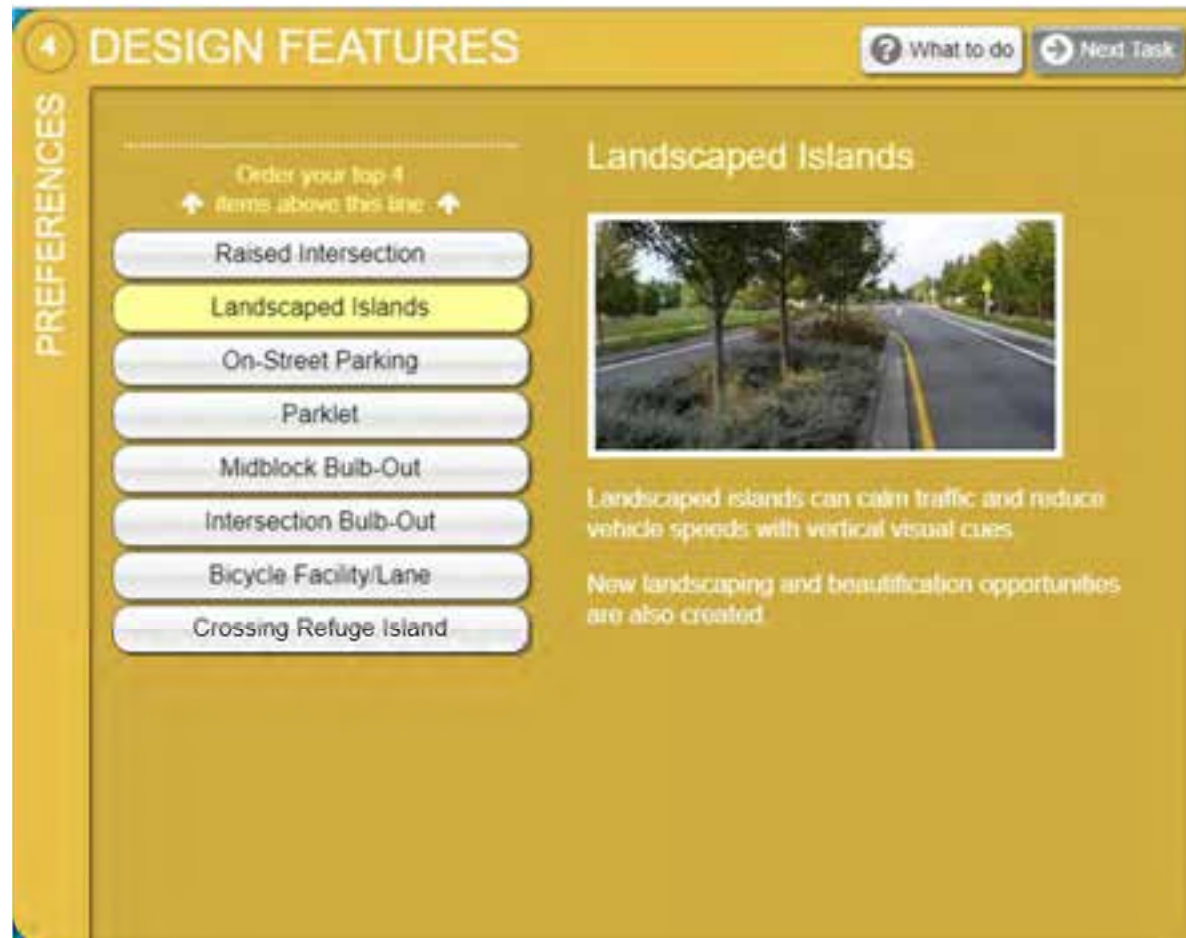 4 DESIGN FEATURES
What to do
Next Task
PREFERENCES
Order your top 4
items above this line
Raised Intersection
Landscaped Islands
On-Street Parking
Parklet
Midblock Bulb-Out
Intersection Bulb-Out
Bicycle Facility/Lane
Crossing Refuge Island
Landscaped Islands
Landscaped islands can calm traffic and reduce
vehicle speeds with vertical visual cues.
New landscaping and beautification opportunities
are also created.